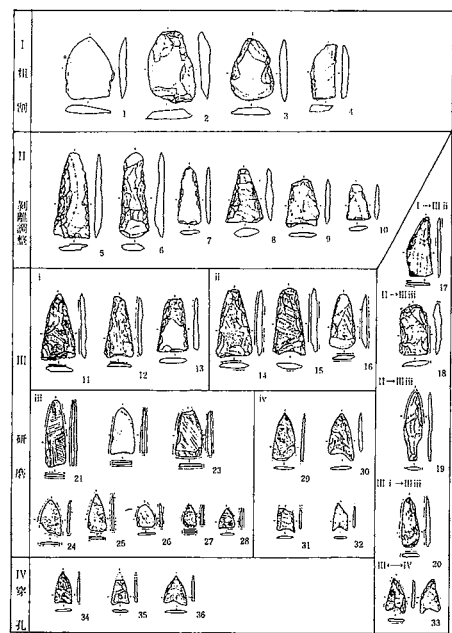 I
粗
割
1 2 3 4
II
剥離調整
5 6 7 8 9 10
I→III ii
17
III
研
磨
i
11 12 13
ii
14 15 16
II→III iii
18
II→III iii
19
iii
21 22 23
24 25 26 27 28
iv
29 30
31 32
III i→III iii
20
IV
穿
孔
34 35 36
III←→IV
33